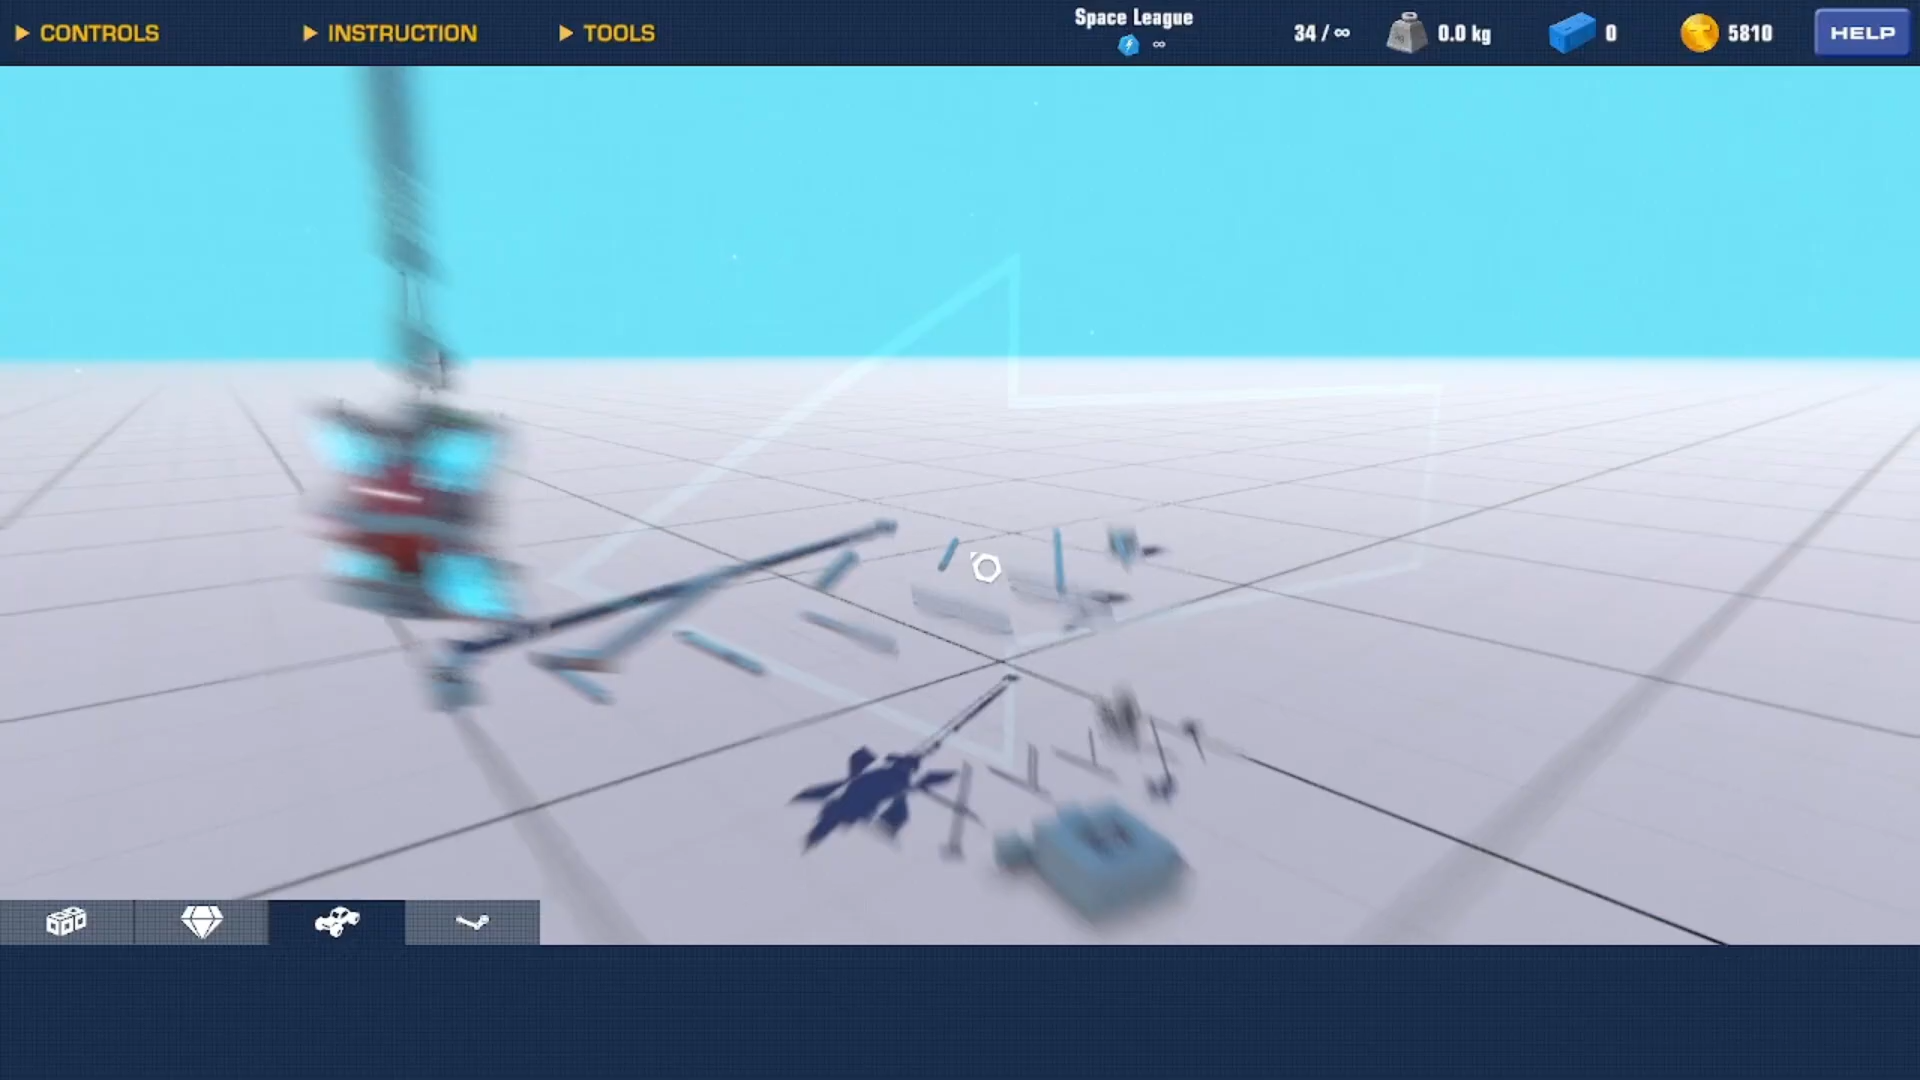 CONTROLS
INSTRUCTION
TOOLS
Space League
∞
34 / ∞
0.0 kg
0
5810
HELP